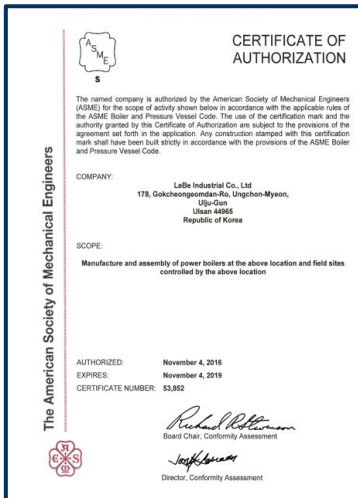 A
S
M
E
S
CERTIFICATE OF
AUTHORIZATION
The named company is authorized by the American Society of Mechanical Engineers
(ASME) for the scope of activity shown below in accordance with the applicable rules of
the ASME Boiler and Pressure Vessel Code. The use of the certification mark and the
authority granted by this Certificate of Authorization are subject to the provisions of the
agreement set forth in the application. Any construction stamped with this certification
mark shall have been built strictly in accordance with the provisions of the ASME Boiler
and Pressure Vessel Code.
COMPANY:
LeBe Industrial Co., Ltd
178, Gokcheongeomdan-Ro, Ungchon-Myeon,
Ulju-Gun
Ulsan 44965
Republic of Korea
SCOPE:
Manufacture and assembly of power boilers at the above location and field sites
controlled by the above location
AUTHORIZED: November 4, 2016
EXPIRES: November 4, 2019
CERTIFICATE NUMBER: 53,852
Board Chair, Conformity Assessment
Director, Conformity Assessment
The American Society of Mechanical Engineers
A
E S
M